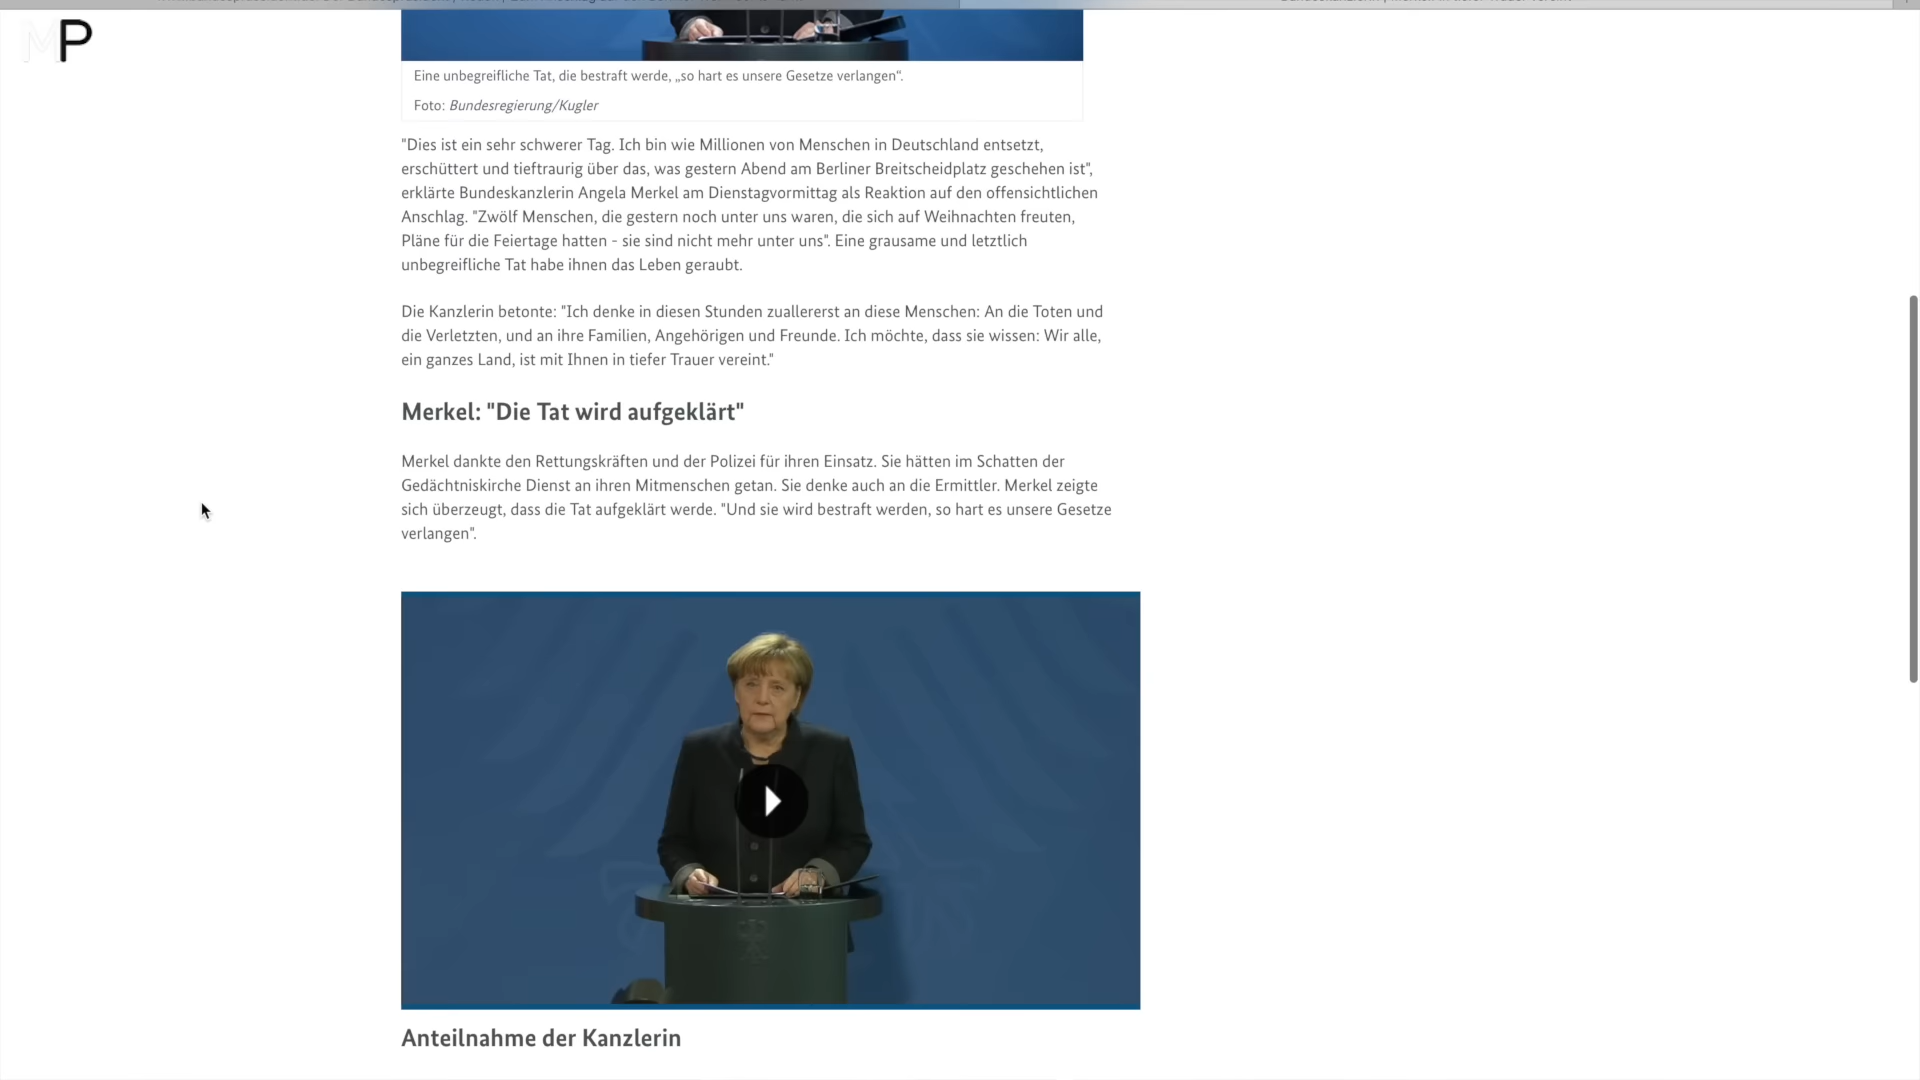 MP
Eine unbegreifliche Tat, die bestraft werde, „so hart es unsere Gesetze verlangen“.
Foto: Bundesregierung/Kugler
"Dies ist ein sehr schwerer Tag. Ich bin wie Millionen von Menschen in Deutschland entsetzt,
erschüttert und tieftraurig über das, was gestern Abend am Berliner Breitscheidplatz geschehen ist",
erklärte Bundeskanzlerin Angela Merkel am Dienstagvormittag als Reaktion auf den offensichtlichen
Anschlag. "Zwölf Menschen, die gestern noch unter uns waren, die sich auf Weihnachten freuten,
Pläne für die Feiertage hatten - sie sind nicht mehr unter uns". Eine grausame und letztlich
unbegreifliche Tat habe ihnen das Leben geraubt.
Die Kanzlerin betonte: "Ich denke in diesen Stunden zuallererst an diese Menschen: An die Toten und
die Verletzten, und an ihre Familien, Angehörigen und Freunde. Ich möchte, dass sie wissen: Wir alle,
ein ganzes Land, ist mit Ihnen in tiefer Trauer vereint."
Merkel: "Die Tat wird aufgeklärt"
Merkel dankte den Rettungskräften und der Polizei für ihren Einsatz. Sie hätten im Schatten der
Gedächtniskirche Dienst an ihren Mitmenschen getan. Sie denke auch an die Ermittler. Merkel zeigte
sich überzeugt, dass die Tat aufgeklärt werde. "Und sie wird bestraft werden, so hart es unsere Gesetze
verlangen".
Anteilnahme der Kanzlerin